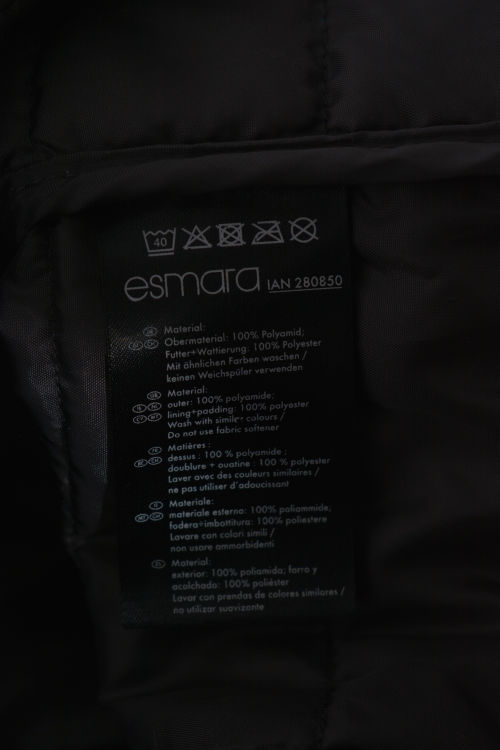 40
esmara IAN 280850
Material:
Obermaterial: 100% Polyamid;
Futter+Wattierung: 100% Polyester
Mit ähnlichen Farben waschen /
keinen Weichspüler verwenden
Material:
outer: 100% polyamide;
lining+padding: 100% polyester
Wash with similar colours /
Do not use fabric softener
Matières :
dessus : 100 % polyamide ;
doublure + ouatine : 100 % polyester
Laver avec des couleurs similaires /
ne pas utiliser d'adoucissant
Materiale:
materiale esterno: 100% poliammide,
fodera+imbottitura: 100% poliestere
Lavare con colori simili /
non usare ammorbidenti
Material:
exterior: 100% poliamida; forro y
acolchado: 100% poliéster
Lavar con prendas de colores similares /
no utilizar suavizante